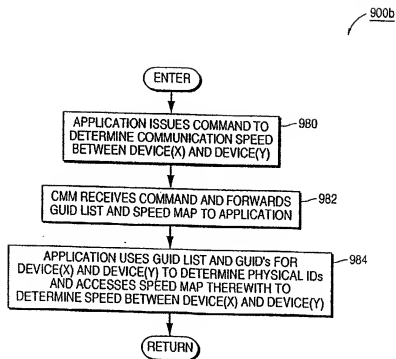 900b
ENTER
APPLICATION ISSUES COMMAND TO
DETERMINE COMMUNICATION SPEED
BETWEEN DEVICE(X) AND DEVICE(Y)
980
CMM RECEIVES COMMAND AND FORWARDS
GUID LIST AND SPEED MAP TO APPLICATION
982
APPLICATION USES GUID LIST AND GUID's FOR
DEVICE(X) AND DEVICE(Y) TO DETERMINE PHYSICAL IDs
AND ACCESSES SPEED MAP THEREWITH TO
DETERMINE SPEED BETWEEN DEVICE(X) AND DEVICE(Y)
984
RETURN